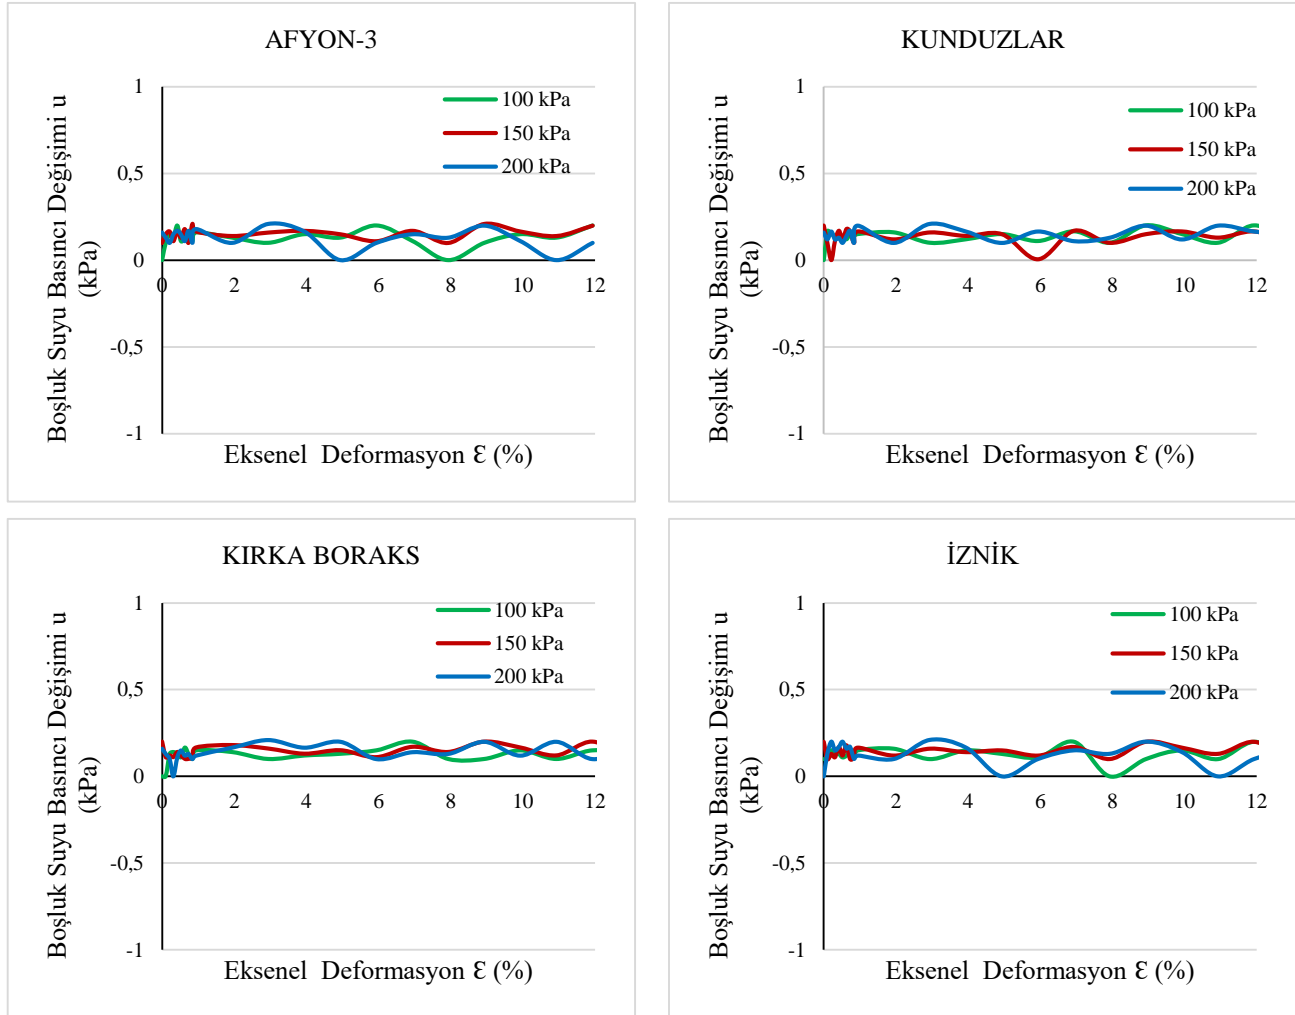 AFYON-3
Boşluk Suyu Basıncı Değişimi u
(kPa)
1
0,5
0
-0,5
-1
0 2 4 6 8 10 12
100 kPa
150 kPa
200 kPa
Eksenel Deformasyon Ɛ (%)
KUNDUZLAR
Boşluk Suyu Basıncı Değişimi u
(kPa)
1
0,5
0
-0,5
-1
0 2 4 6 8 10 12
100 kPa
150 kPa
200 kPa
Eksenel Deformasyon Ɛ (%)
KIRKA BORAKS
Boşluk Suyu Basıncı Değişimi u
(kPa)
1
0,5
0
-0,5
-1
0 2 4 6 8 10 12
100 kPa
150 kPa
200 kPa
Eksenel Deformasyon Ɛ (%)
İZNİK
Boşluk Suyu Basıncı Değişimi u
(kPa)
1
0,5
0
-0,5
-1
0 2 4 6 8 10 12
100 kPa
150 kPa
200 kPa
Eksenel Deformasyon Ɛ (%)